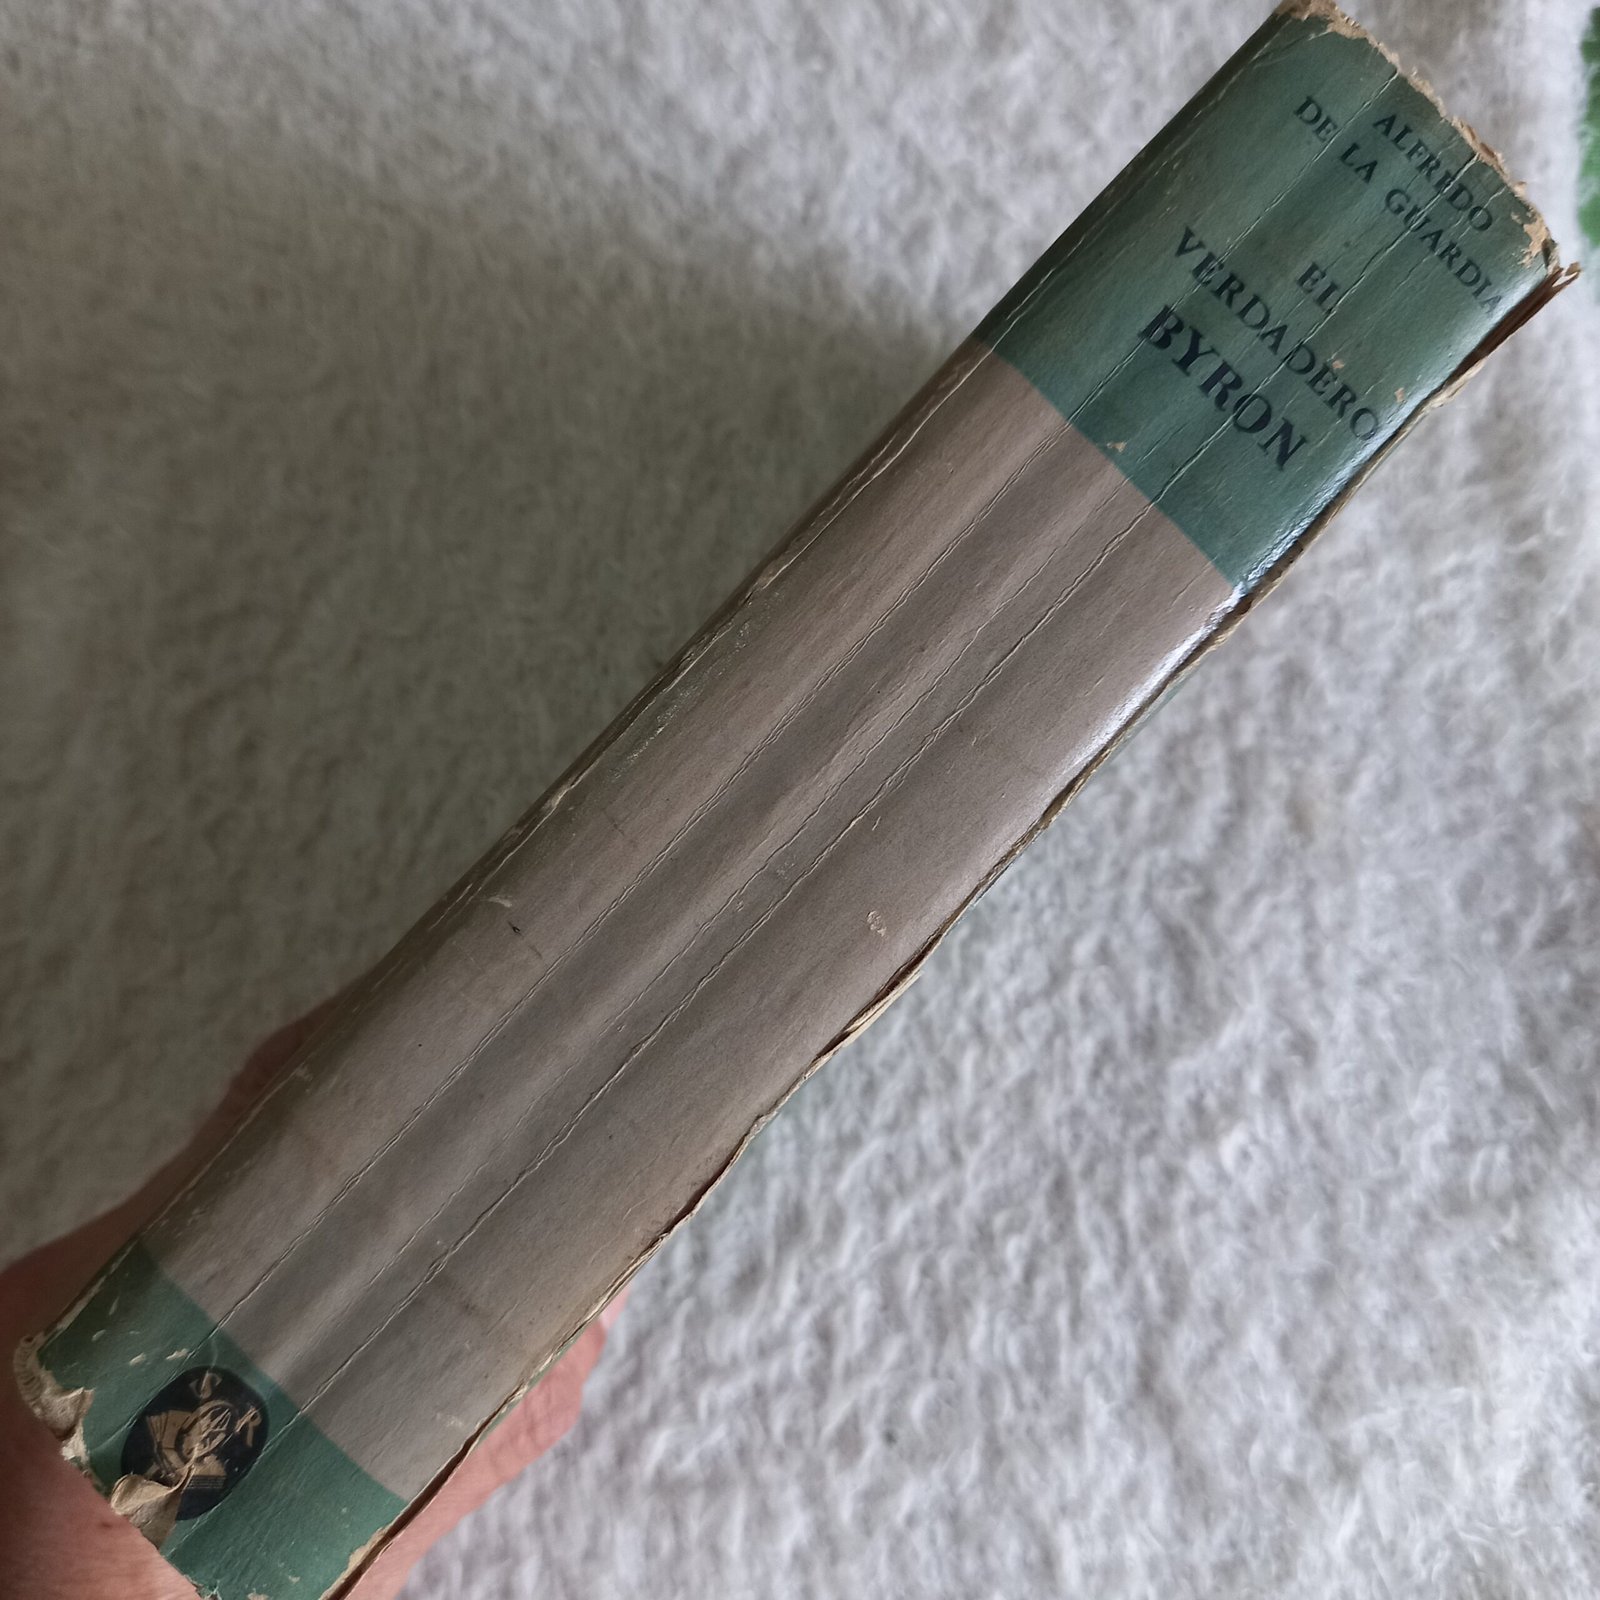 ALFREDO
DE LA GUARDIA
EL
VERDADERO
BYRON
S
R